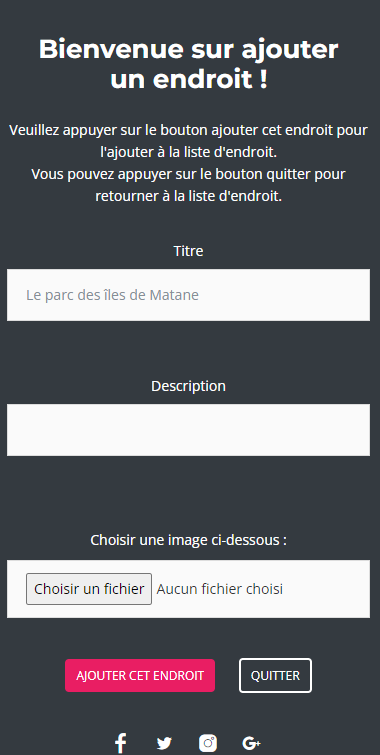 Bienvenue sur ajouter
un endroit !
Veuillez appuyer sur le bouton ajouter cet endroit pour
l'ajouter à la liste d'endroit.
Vous pouvez appuyer sur le bouton quitter pour
retourner à la liste d'endroit.
Titre
Le parc des îles de Matane
Description
Choisir une image ci-dessous :
Choisir un fichier Aucun fichier choisi
AJOUTER CET ENDROIT QUITTER